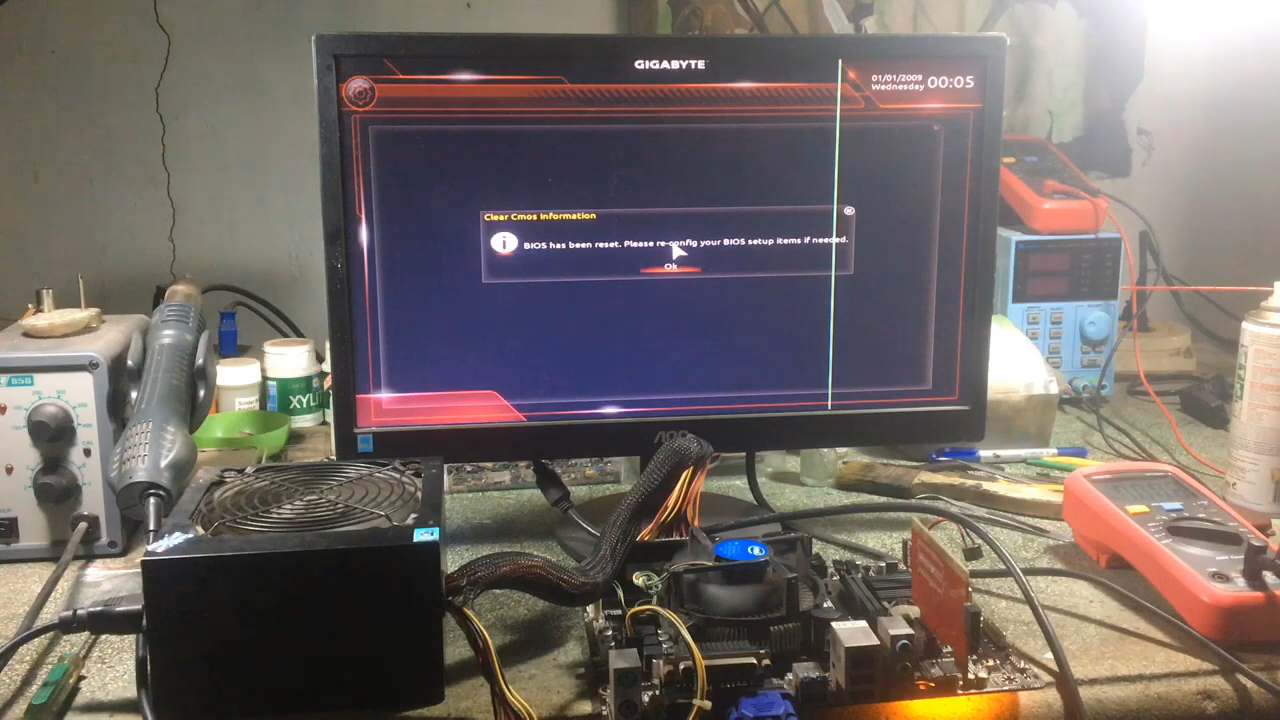 GIGABYTE
01/01/2009
Wednesday 00:05
Clear Cmos Information
BIOS has been reset. Please re-config your BIOS setup items if needed.
Ok
858
XYLI